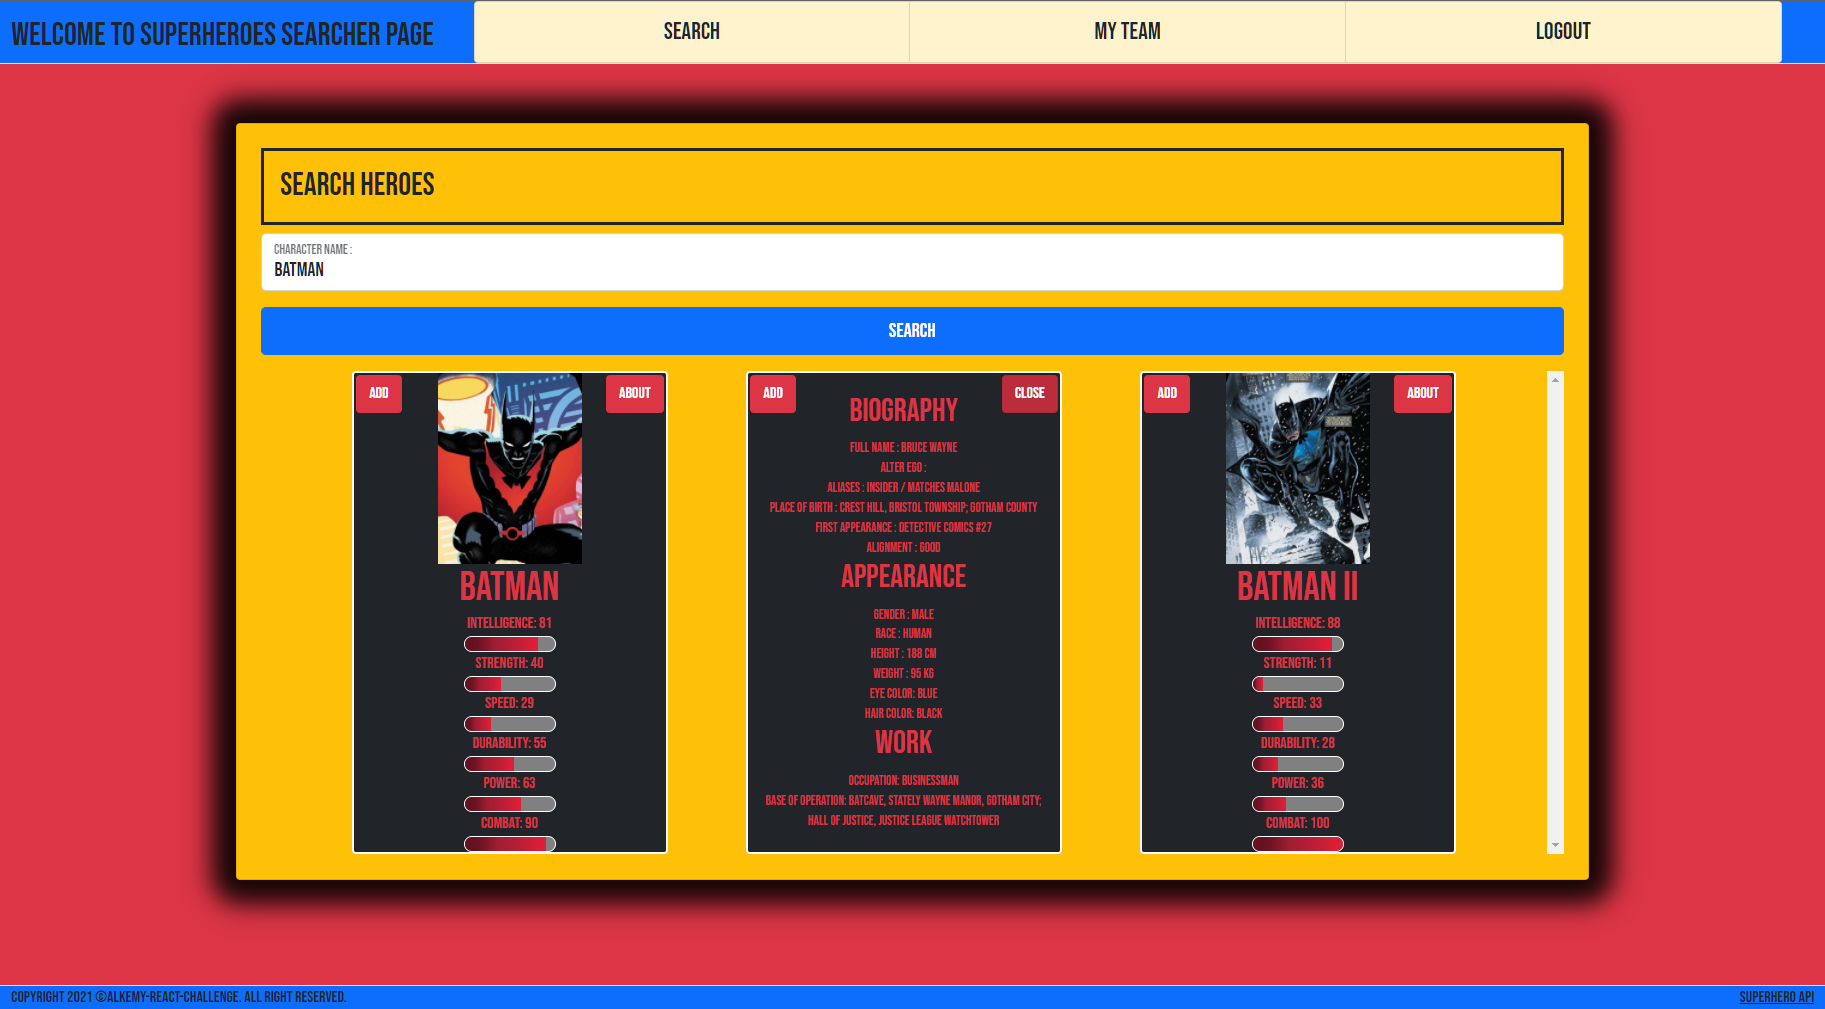 WELCOME TO SUPERHEROES SEARCHER PAGE
SEARCH
MY TEAM
LOGOUT
SEARCH HEROES
CHARACTER NAME :
BATMAN
SEARCH
ADD
ABOUT
BATMAN
INTELLIGENCE: 81
STRENGTH: 40
SPEED: 29
DURABILITY: 55
POWER: 63
COMBAT: 90
ADD
CLOSE
BIOGRAPHY
FULL NAME : BRUCE WAYNE
ALTER EGO :
ALIASES : INSIDER / MATCHES MALONE
PLACE OF BIRTH : CREST HILL, BRISTOL TOWNSHIP; GOTHAM COUNTY
FIRST APPEARANCE : DETECTIVE COMICS #27
ALIGNMENT : GOOD
APPEARANCE
GENDER : MALE
RACE : HUMAN
HEIGHT : 188 CM
WEIGHT : 95 KG
EYE COLOR: BLUE
HAIR COLOR: BLACK
WORK
OCCUPATION: BUSINESSMAN
BASE OF OPERATION: BATCAVE, STATELY WAYNE MANOR, GOTHAM CITY;
HALL OF JUSTICE, JUSTICE LEAGUE WATCHTOWER
ADD
ABOUT
BATMAN II
INTELLIGENCE: 88
STRENGTH: 11
SPEED: 33
DURABILITY: 28
POWER: 36
COMBAT: 100
COPYRIGHT 2021 ©ALKEMY-REACT-CHALLENGE. ALL RIGHT RESERVED.
SUPERHERO API